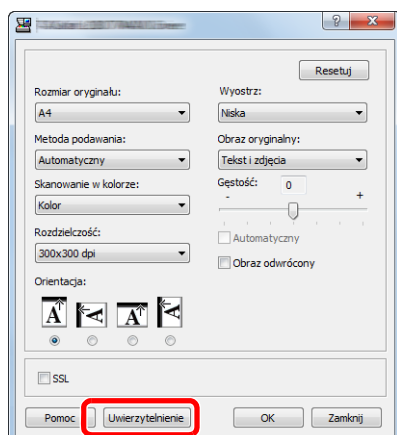 Resetuj
Rozmiar oryginału:
A4
Metoda podawania:
Automatyczny
Skanowanie w kolorze:
Kolor
Rozdzielczość:
300x300 dpi
Orientacja:
A A A A
Wyostrz:
Niska
Obraz oryginalny:
Tekst i zdjęcia
Gęstość: 0
- +
Automatyczny
Obraz odwrócony
SSL
Pomoc Uwierzytelnienie OK Zamknij